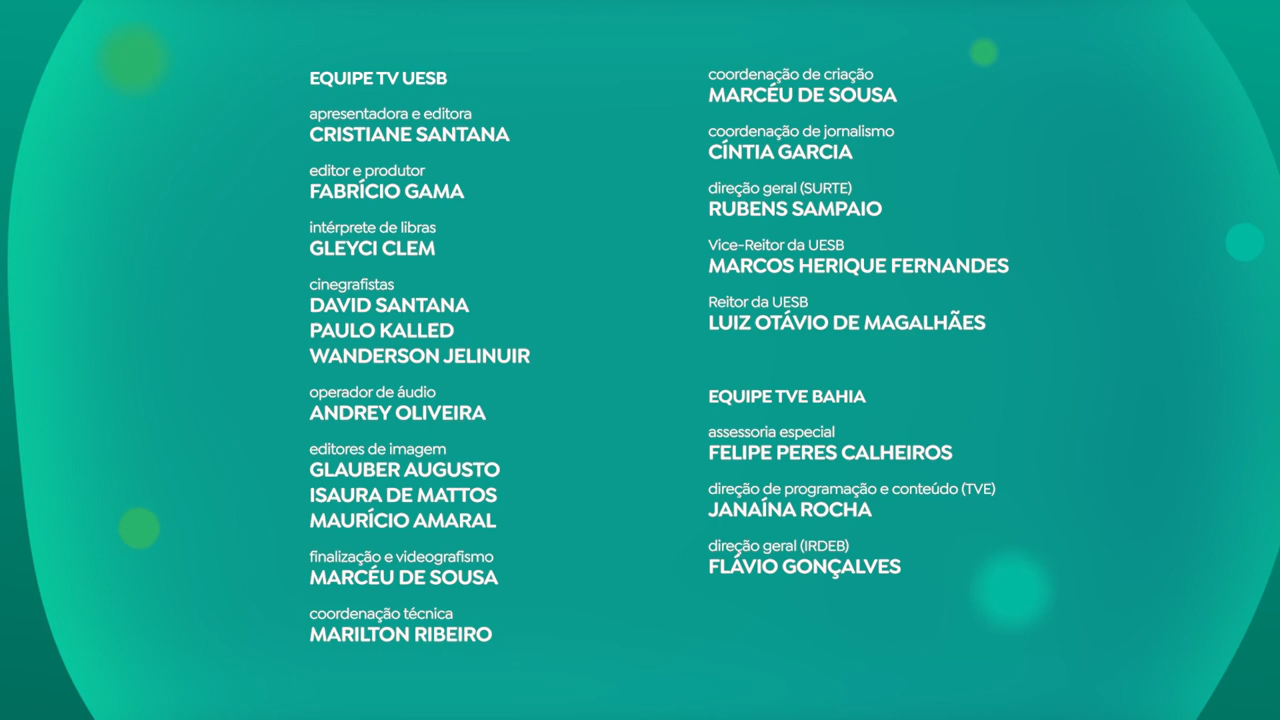 EQUIPE TV UESB
apresentadora e editora
CRISTIANE SANTANA
editor e produtor
FABRÍCIO GAMA
intérprete de libras
GLEYCI CLEM
cinegrafistas
DAVID SANTANA
PAULO KALLED
WANDERSON JELINUIR
operador de áudio
ANDREY OLIVEIRA
editores de imagem
GLAUBER AUGUSTO
ISAURA DE MATTOS
MAURÍCIO AMARAL
finalização e videografismo
MARCÉU DE SOUSA
coordenação técnica
MARILTON RIBEIRO
coordenação de criação
MARCÉU DE SOUSA
coordenação de jornalismo
CÍNTIA GARCIA
direção geral (SURTE)
RUBENS SAMPAIO
Vice-Reitor da UESB
MARCOS HERIQUE FERNANDES
Reitor da UESB
LUIZ OTÁVIO DE MAGALHÃES
EQUIPE TVE BAHIA
assessoria especial
FELIPE PERES CALHEIROS
direção de programação e conteúdo (TVE)
JANAÍNA ROCHA
direção geral (IRDEB)
FLÁVIO GONÇALVES